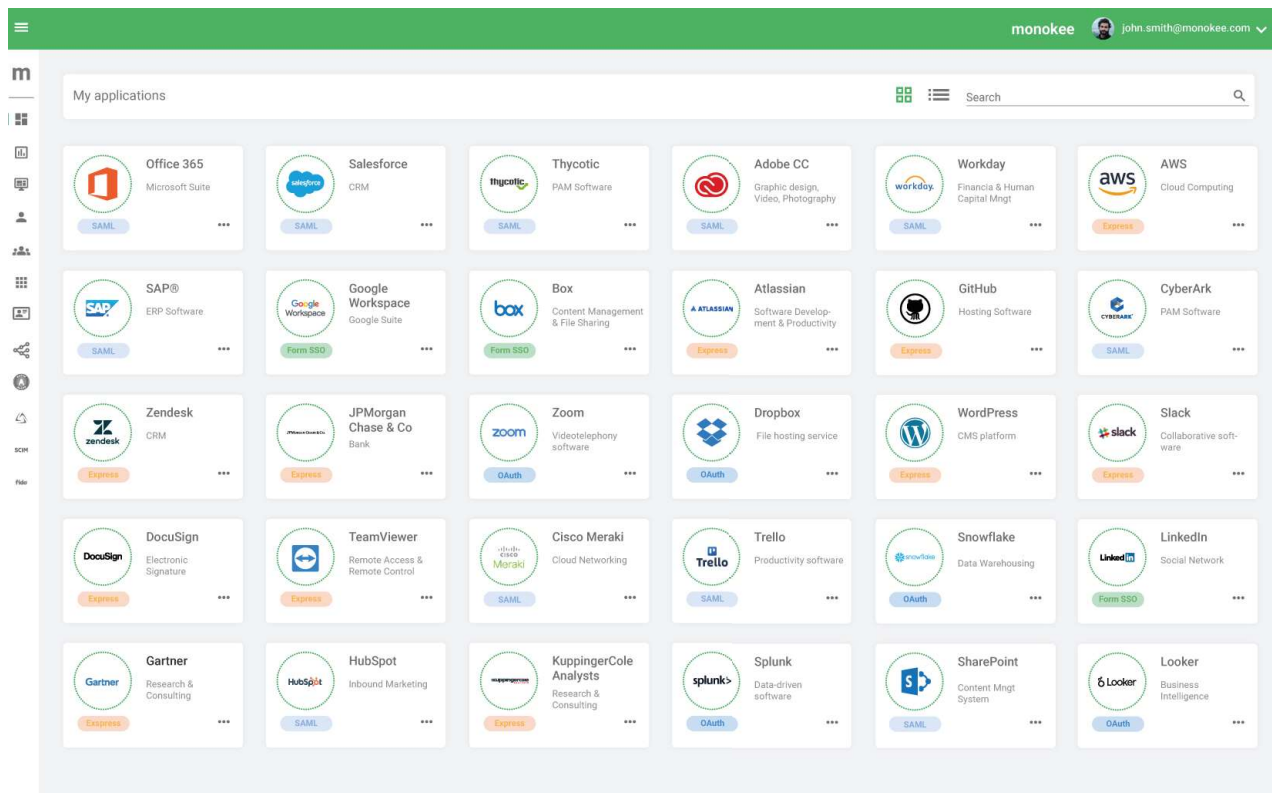 monokee
john.smith@monokee.com
m
My applications
Search
Office 365
Microsoft Suite
SAML
salesforce
Salesforce
CRM
SAML
thycotic
Thycotic
PAM Software
SAML
Adobe CC
Graphic design,
Video, Photography
SAML
workday.
Workday
Financia & Human
Capital Mngt
SAML
aws
AWS
Cloud Computing
Express
SAP
SAP®
ERP Software
SAML
Google
Workspace
Google
Workspace
Google Suite
Form SSO
box
Box
Content Management
& File Sharing
Form SSO
ATLASSIAN
Atlassian
Software Develop-
ment & Productivity
Express
GitHub
Hosting Software
Express
CYBERARK
CyberArk
PAM Software
SAML
zendesk
Zendesk
CRM
Express
JPMorgan Chase & Co
JPMorgan
Chase & Co
Bank
Express
zoom
Zoom
Videotelephony
software
OAuth
Dropbox
File hosting service
OAuth
WordPress
CMS platform
Express
slack
Slack
Collaborative soft-
ware
Express
SCIM
fido
DocuSign
DocuSign
Electronic
Signature
Express
TeamViewer
Remote Access &
Remote Control
Express
CISCO
Meraki
Cisco Meraki
Cloud Networking
SAML
Trello
Trello
Productivity software
SAML
snowflake
Snowflake
Data Warehousing
OAuth
Linked in
LinkedIn
Social Network
Form SSO
Gartner
Gartner
Research &
Consulting
Exspress
HubSpot
HubSpot
Inbound Marketing
SAML
KuppingerCole
Analysts
Research &
Consulting
Express
splunk>
Splunk
Data-driven
software
OAuth
S
SharePoint
Content Mngt
System
SAML
Looker
Looker
Business
Intelligence
OAuth